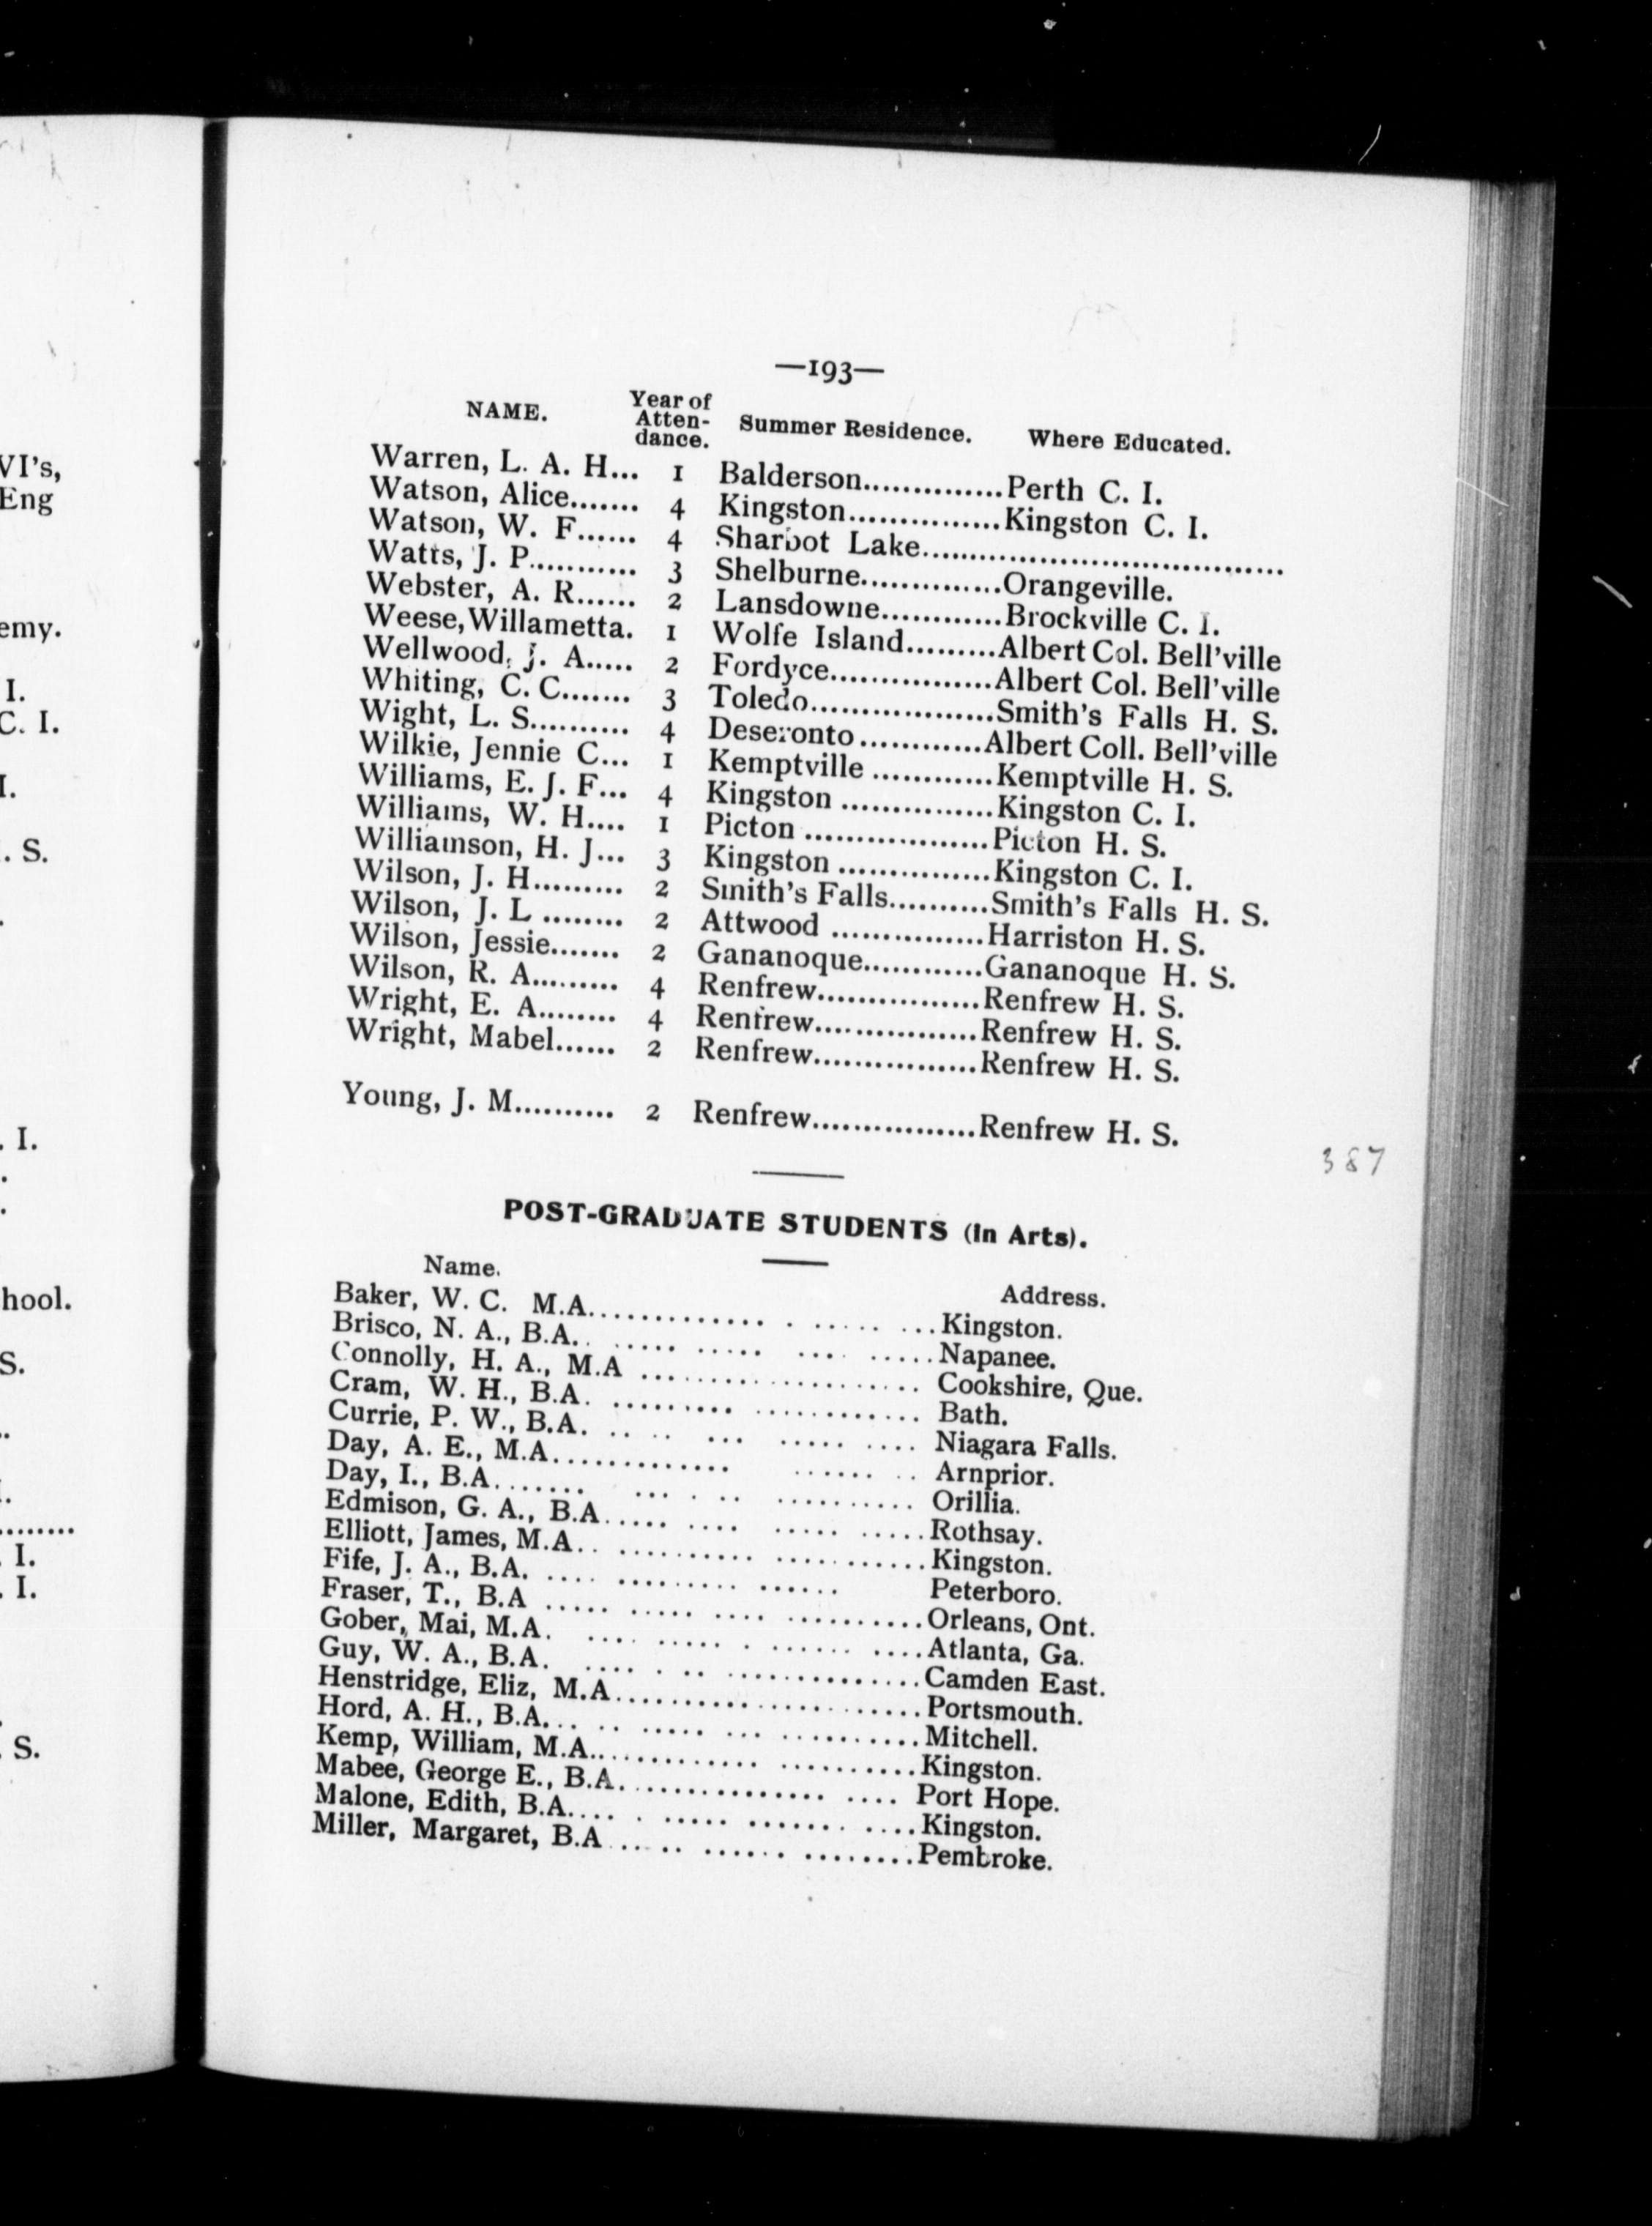 VI's,
Eng
emy.
I.
C. I.
I.
. S.
. I.
hool.
S.
I.
I.
S.
—193—
NAME. Year of Attendance. Summer Residence. Where Educated.
Warren, L. A. H... 1 Balderson..............Perth C. I.
Watson, Alice....... 4 Kingston...............Kingston C. I.
Watson, W. F...... 4 Sharbot Lake.....................................
Watts, J. P........... 3 Shelburne..............Orangeville.
Webster, A. R...... 2 Lansdowne............Brockville C. I.
Weese, Willametta. 1 Wolfe Island.........Albert Col. Bell'ville
Wellwood, J. A..... 2 Fordyce................Albert Col. Bell'ville
Whiting, C. C....... 3 Toledo..................Smith's Falls H. S.
Wight, L. S.......... 4 Deseronto............Albert Coll. Bell'ville
Wilkie, Jennie C... 1 Kemptville............Kemptville H. S.
Williams, E. J. F... 4 Kingston...............Kingston C. I.
Williams, W. H.... 1 Picton..................Picton H. S.
Williamson, H. J... 3 Kingston...............Kingston C. I.
Wilson, J. H......... 2 Smith's Falls..........Smith's Falls H. S.
Wilson, J. L ........ 2 Attwood...............Harriston H. S.
Wilson, Jessie....... 2 Gananoque............Gananoque H. S.
Wilson, R. A......... 4 Renfrew................Renfrew H. S.
Wright, E. A........ 4 Renfrew................Renfrew H. S.
Wright, Mabel...... 2 Renfrew................Renfrew H. S.
Young, J. M.......... 2 Renfrew................Renfrew H. S.
387
POST-GRADUATE STUDENTS (In Arts).
Name. Address.
Baker, W. C. M.A. Kingston.
Brisco, N. A., B.A. Napanee.
Connolly, H. A., M.A Cookshire, Que.
Cram, W. H., B.A. Bath.
Currie, P. W., B.A. Niagara Falls.
Day, A. E., M.A. Arnprior.
Day, I., B.A. Orillia.
Edmison, G. A., B.A. Rothsay.
Elliott, James, M.A. Kingston.
Fife, J. A., B.A. Peterboro.
Fraser, T., B.A Orleans, Ont.
Gober, Mai, M.A. Atlanta, Ga.
Guy, W. A., B.A. Camden East.
Henstridge, Eliz, M.A. Portsmouth.
Hord, A. H., B.A. Mitchell.
Kemp, William, M.A. Kingston.
Mabee, George E., B.A. Port Hope.
Malone, Edith, B.A. Kingston.
Miller, Margaret, B.A Pembroke.